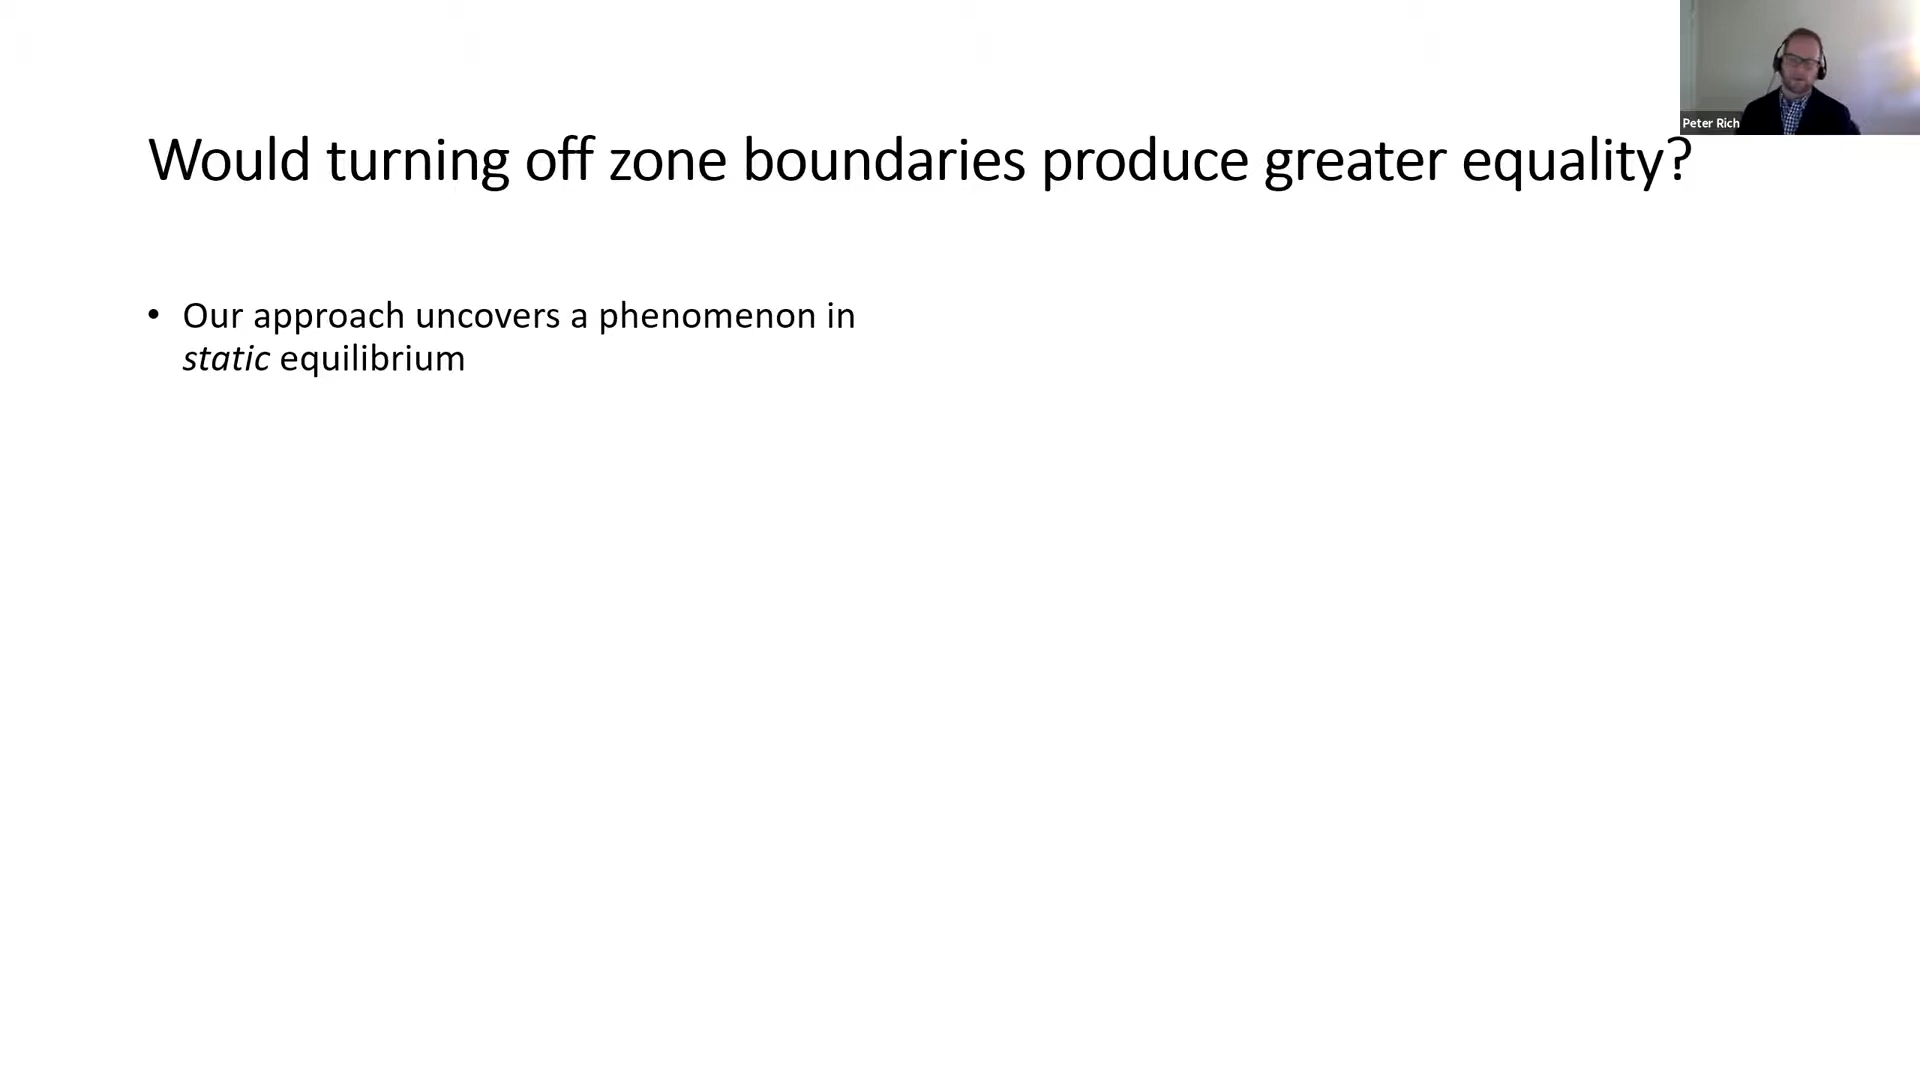 Peter Rich
Would turning off zone boundaries produce greater equality?
• Our approach uncovers a phenomenon in
static equilibrium